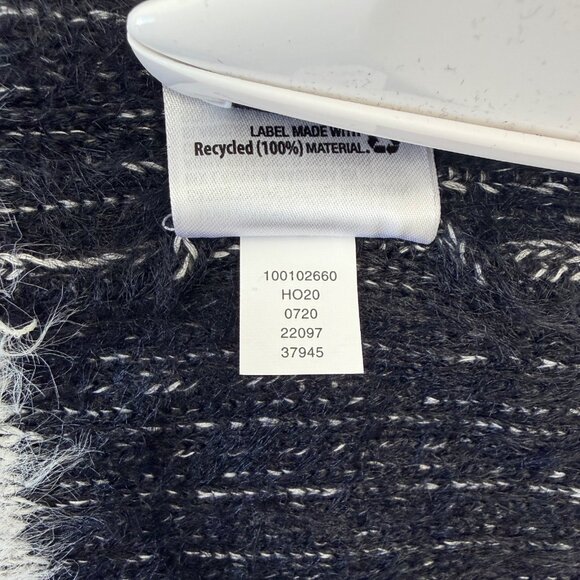 LABEL MADE WITH
Recycled (100%) MATERIAL.
100102660
HO20
0720
22097
37945